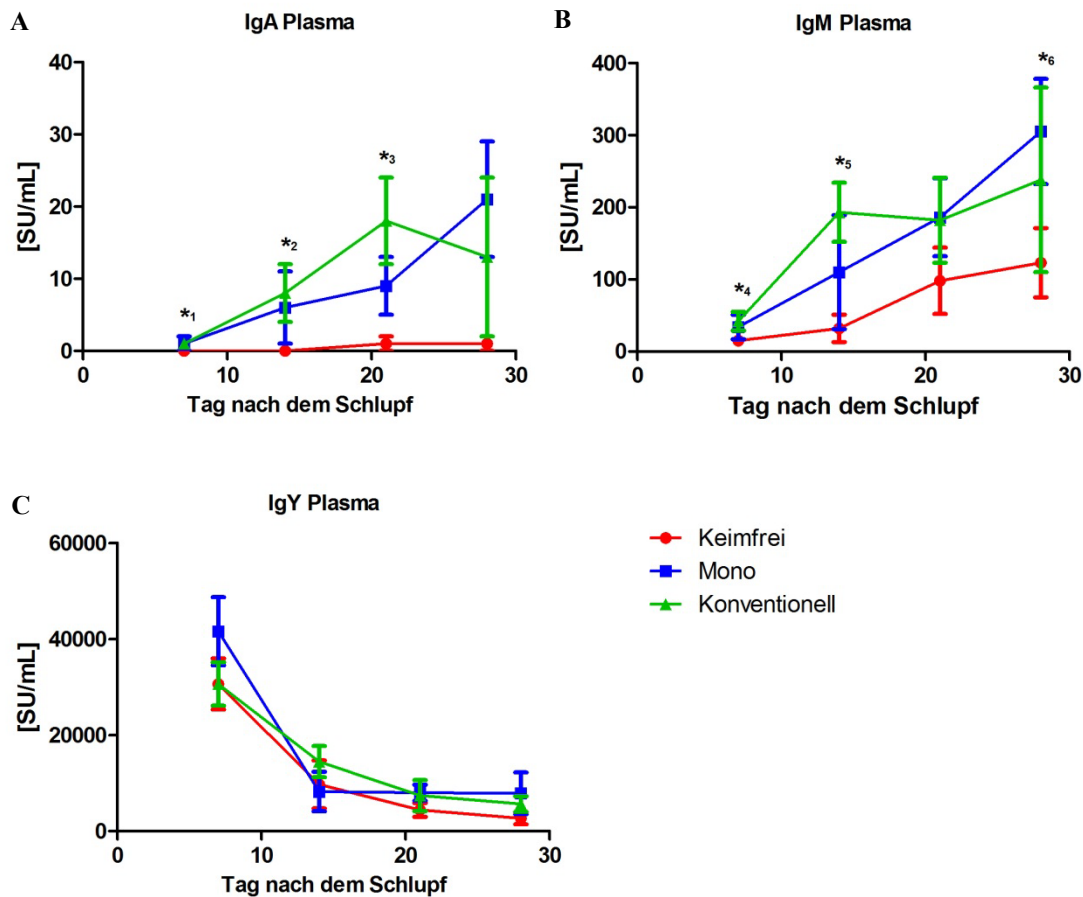 A
IgA Plasma
[SU/mL]
40
30
20
10
0
*1
*2
*3
0
10
20
30
Tag nach dem Schlupf
B
IgM Plasma
[SU/mL]
400
300
200
100
0
*4
*5
*6
0
10
20
30
Tag nach dem Schlupf
C
IgY Plasma
[SU/mL]
60000
40000
20000
0
0
10
20
30
Tag nach dem Schlupf
Keimfrei
Mono
Konventionell